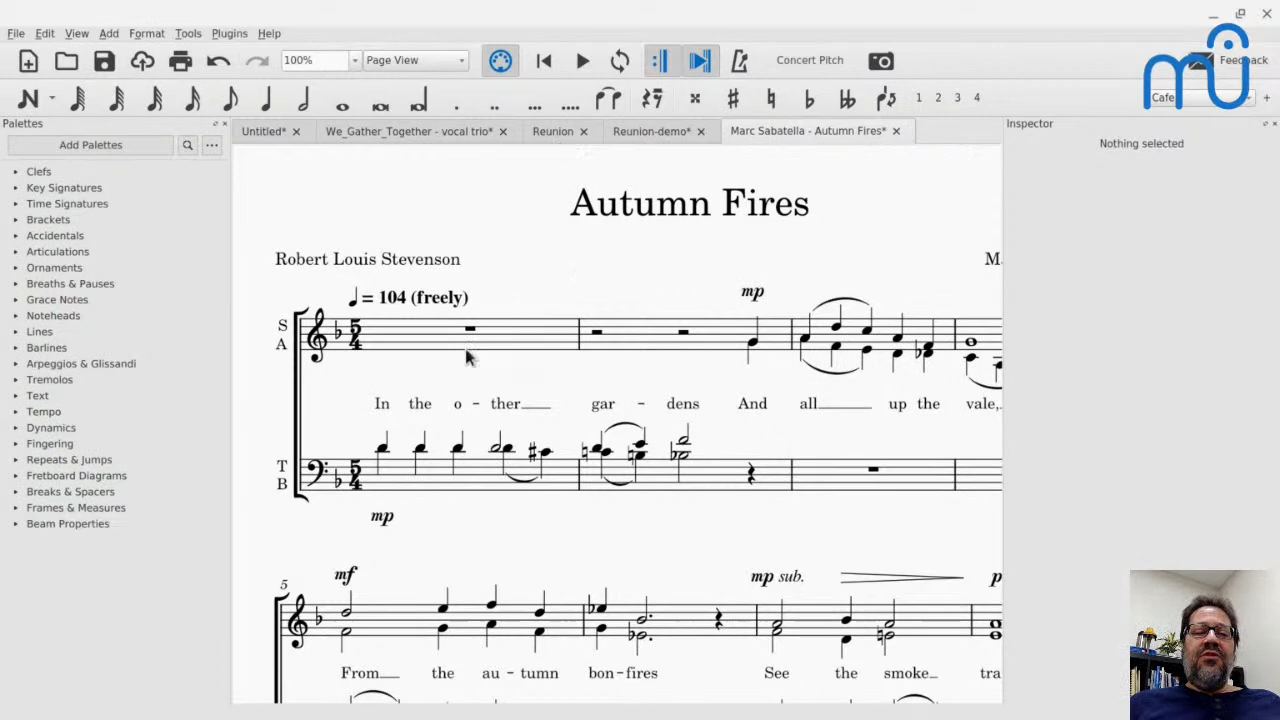 File Edit View Add Format Tools Plugins Help
100% Page View Concert Pitch Feedback
1 2 3 4
Palettes
Untitled* We_Gather_Together - vocal trio* Reunion Reunion-demo* Marc Sabatella - Autumn Fires*
Inspector
Add Palettes
Nothing selected
Clefs
Key Signatures
Time Signatures
Brackets
Accidentals
Articulations
Ornaments
Breaths & Pauses
Grace Notes
Noteheads
Lines
Barlines
Arpeggios & Glissandi
Tremolos
Text
Tempo
Dynamics
Fingering
Repeats & Jumps
Fretboard Diagrams
Breaks & Spacers
Frames & Measures
Beam Properties
Autumn Fires
Robert Louis Stevenson
= 104 (freely)
mp
S
A
5
4
In the o - ther gar - dens And all up the vale,
T
B
5
4
mp
5
mf
mp sub.
p
From the au - tumn bon - fires See the smoke
mu